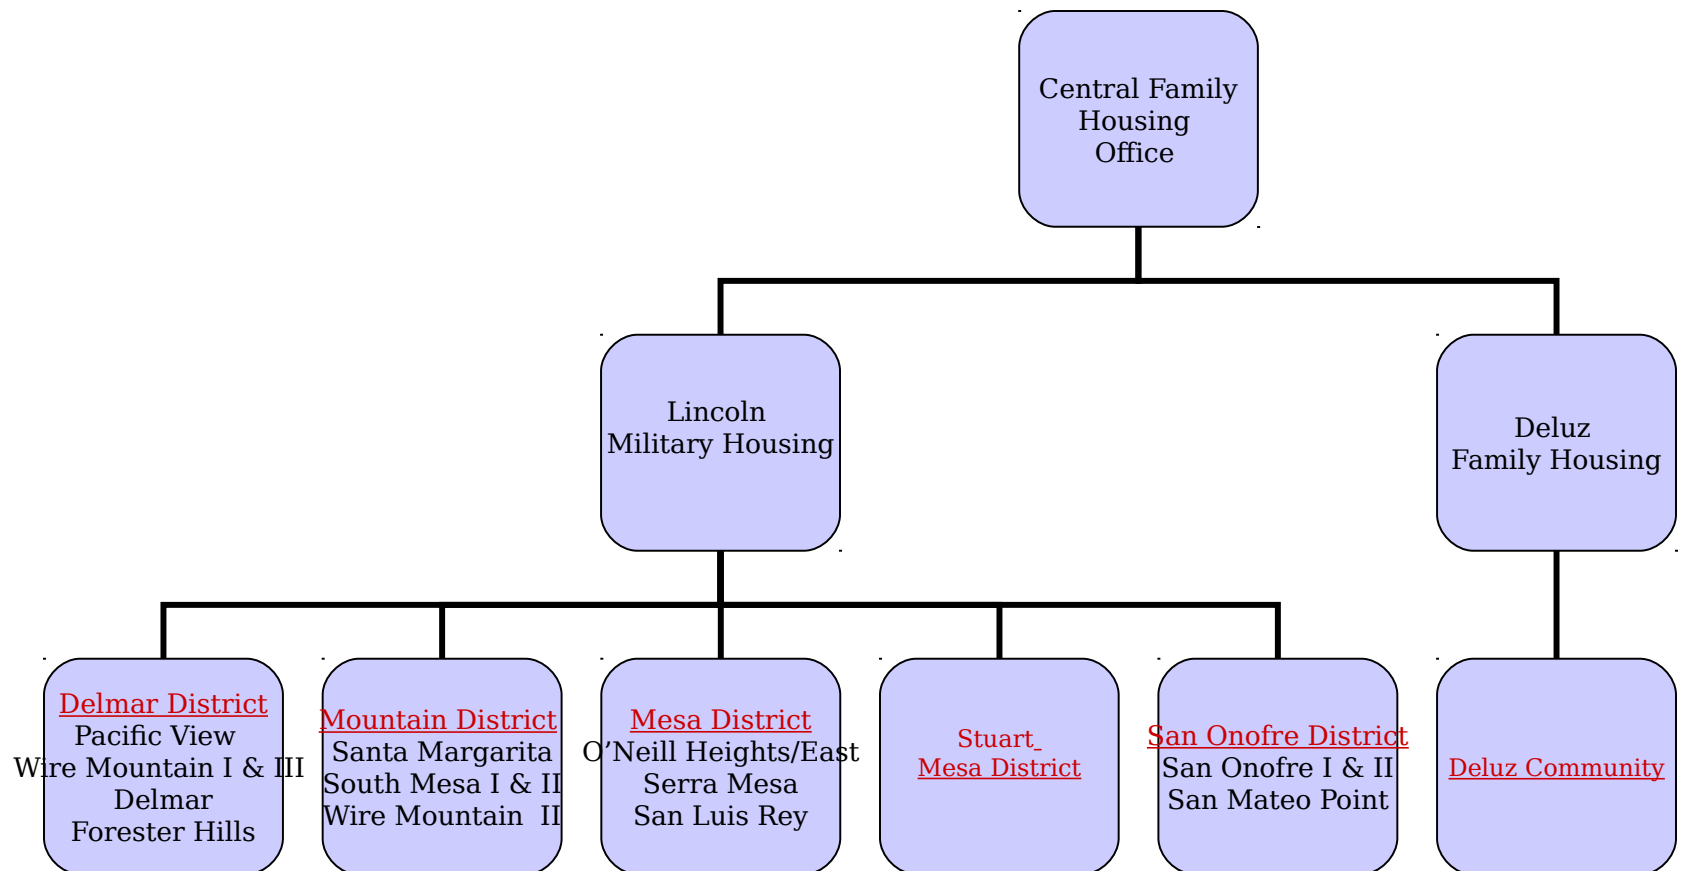 Central Family
Housing
Office
Lincoln
Military Housing
Deluz
Family Housing
Delmar District
Pacific View
Wire Mountain I & III
Delmar
Forester Hills
Mountain District
Santa Margarita
South Mesa I & II
Wire Mountain  II
Mesa District
O’Neill Heights/East
Serra Mesa
San Luis Rey
Stuart
Mesa District
San Onofre District
San Onofre I & II
San Mateo Point
Deluz Community